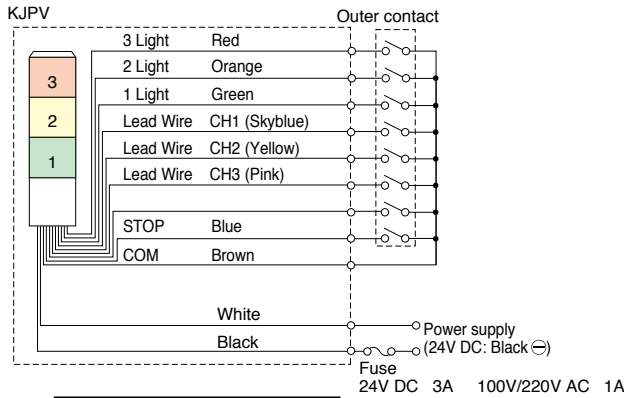 KJPV
Outer contact
3 Light Red
2 Light Orange
1 Light Green
Lead Wire CH1 (Skyblue)
Lead Wire CH2 (Yellow)
Lead Wire CH3 (Pink)
STOP Blue
COM Brown
3
2
1
White
Black
Power supply
(24V DC: Black ⊖)
Fuse
24V DC 3A 100V/220V AC 1A